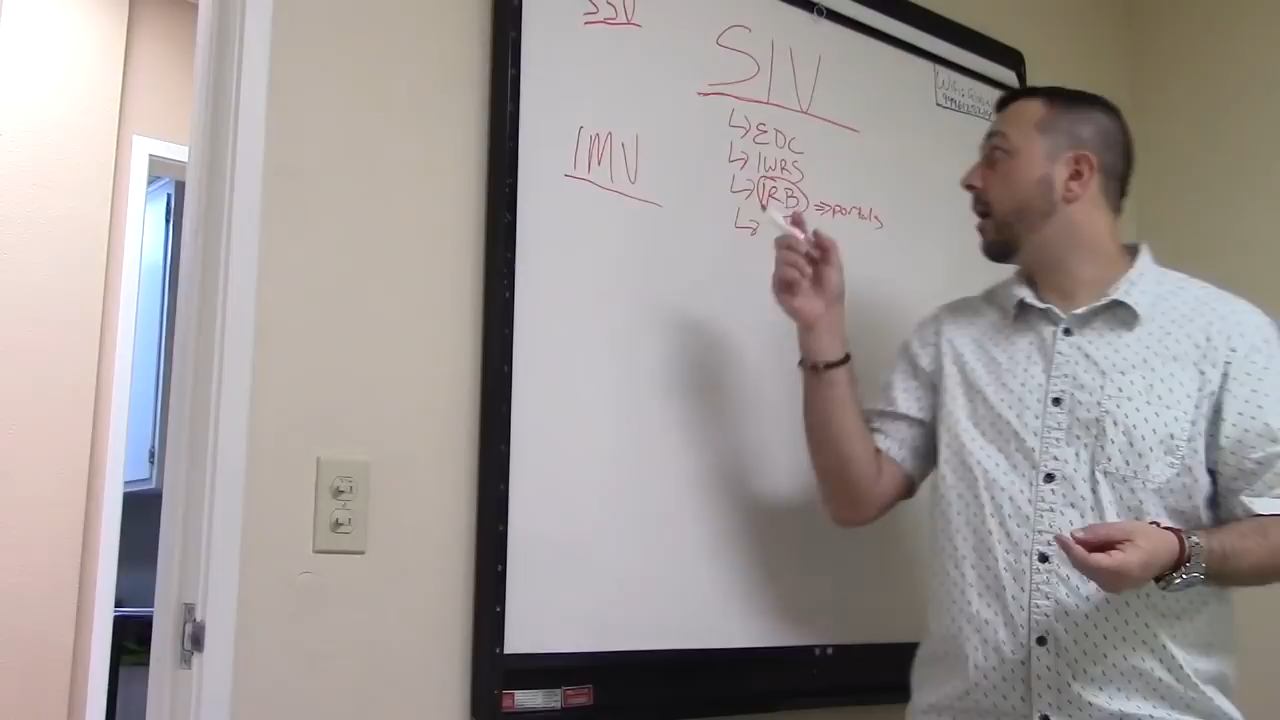 SSV
SIV
IMV
↳ EDC
↳ IWRS
↳ IRB ⇒ portals
↳